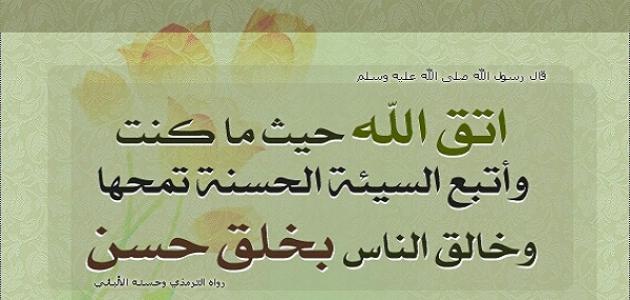 قال رسول الله صلى الله عليه وسلم
اتق الله حيث ما كنت
وأتبع السيئة الحسنة تمحها
وخالق الناس بخلق حسن
رواه الترمذي وحسنه الألباني